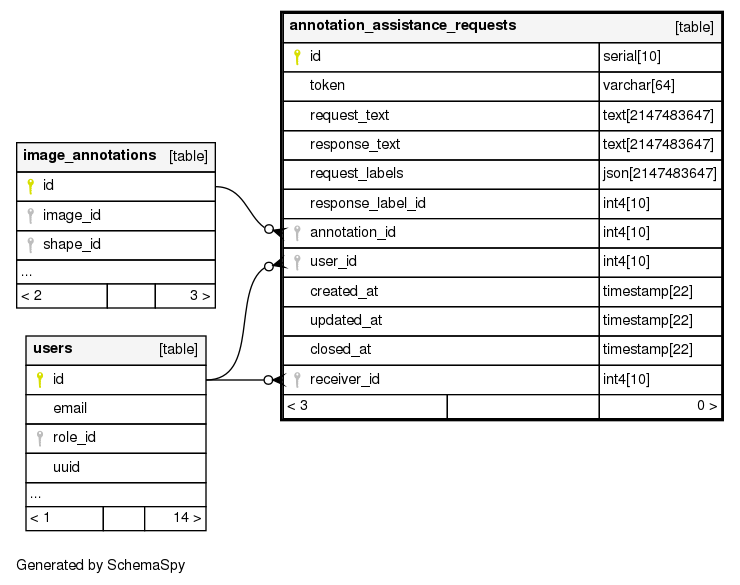 annotation_assistance_requests [table]
id serial[10]
token varchar[64]
request_text text[2147483647]
response_text text[2147483647]
request_labels json[2147483647]
response_label_id int4[10]
annotation_id int4[10]
user_id int4[10]
created_at timestamp[22]
updated_at timestamp[22]
closed_at timestamp[22]
receiver_id int4[10]
< 3 0 >
image_annotations [table]
id
image_id
shape_id
...
< 2 3 >
users [table]
id
email
role_id
uuid
...
< 1 14 >
Generated by SchemaSpy